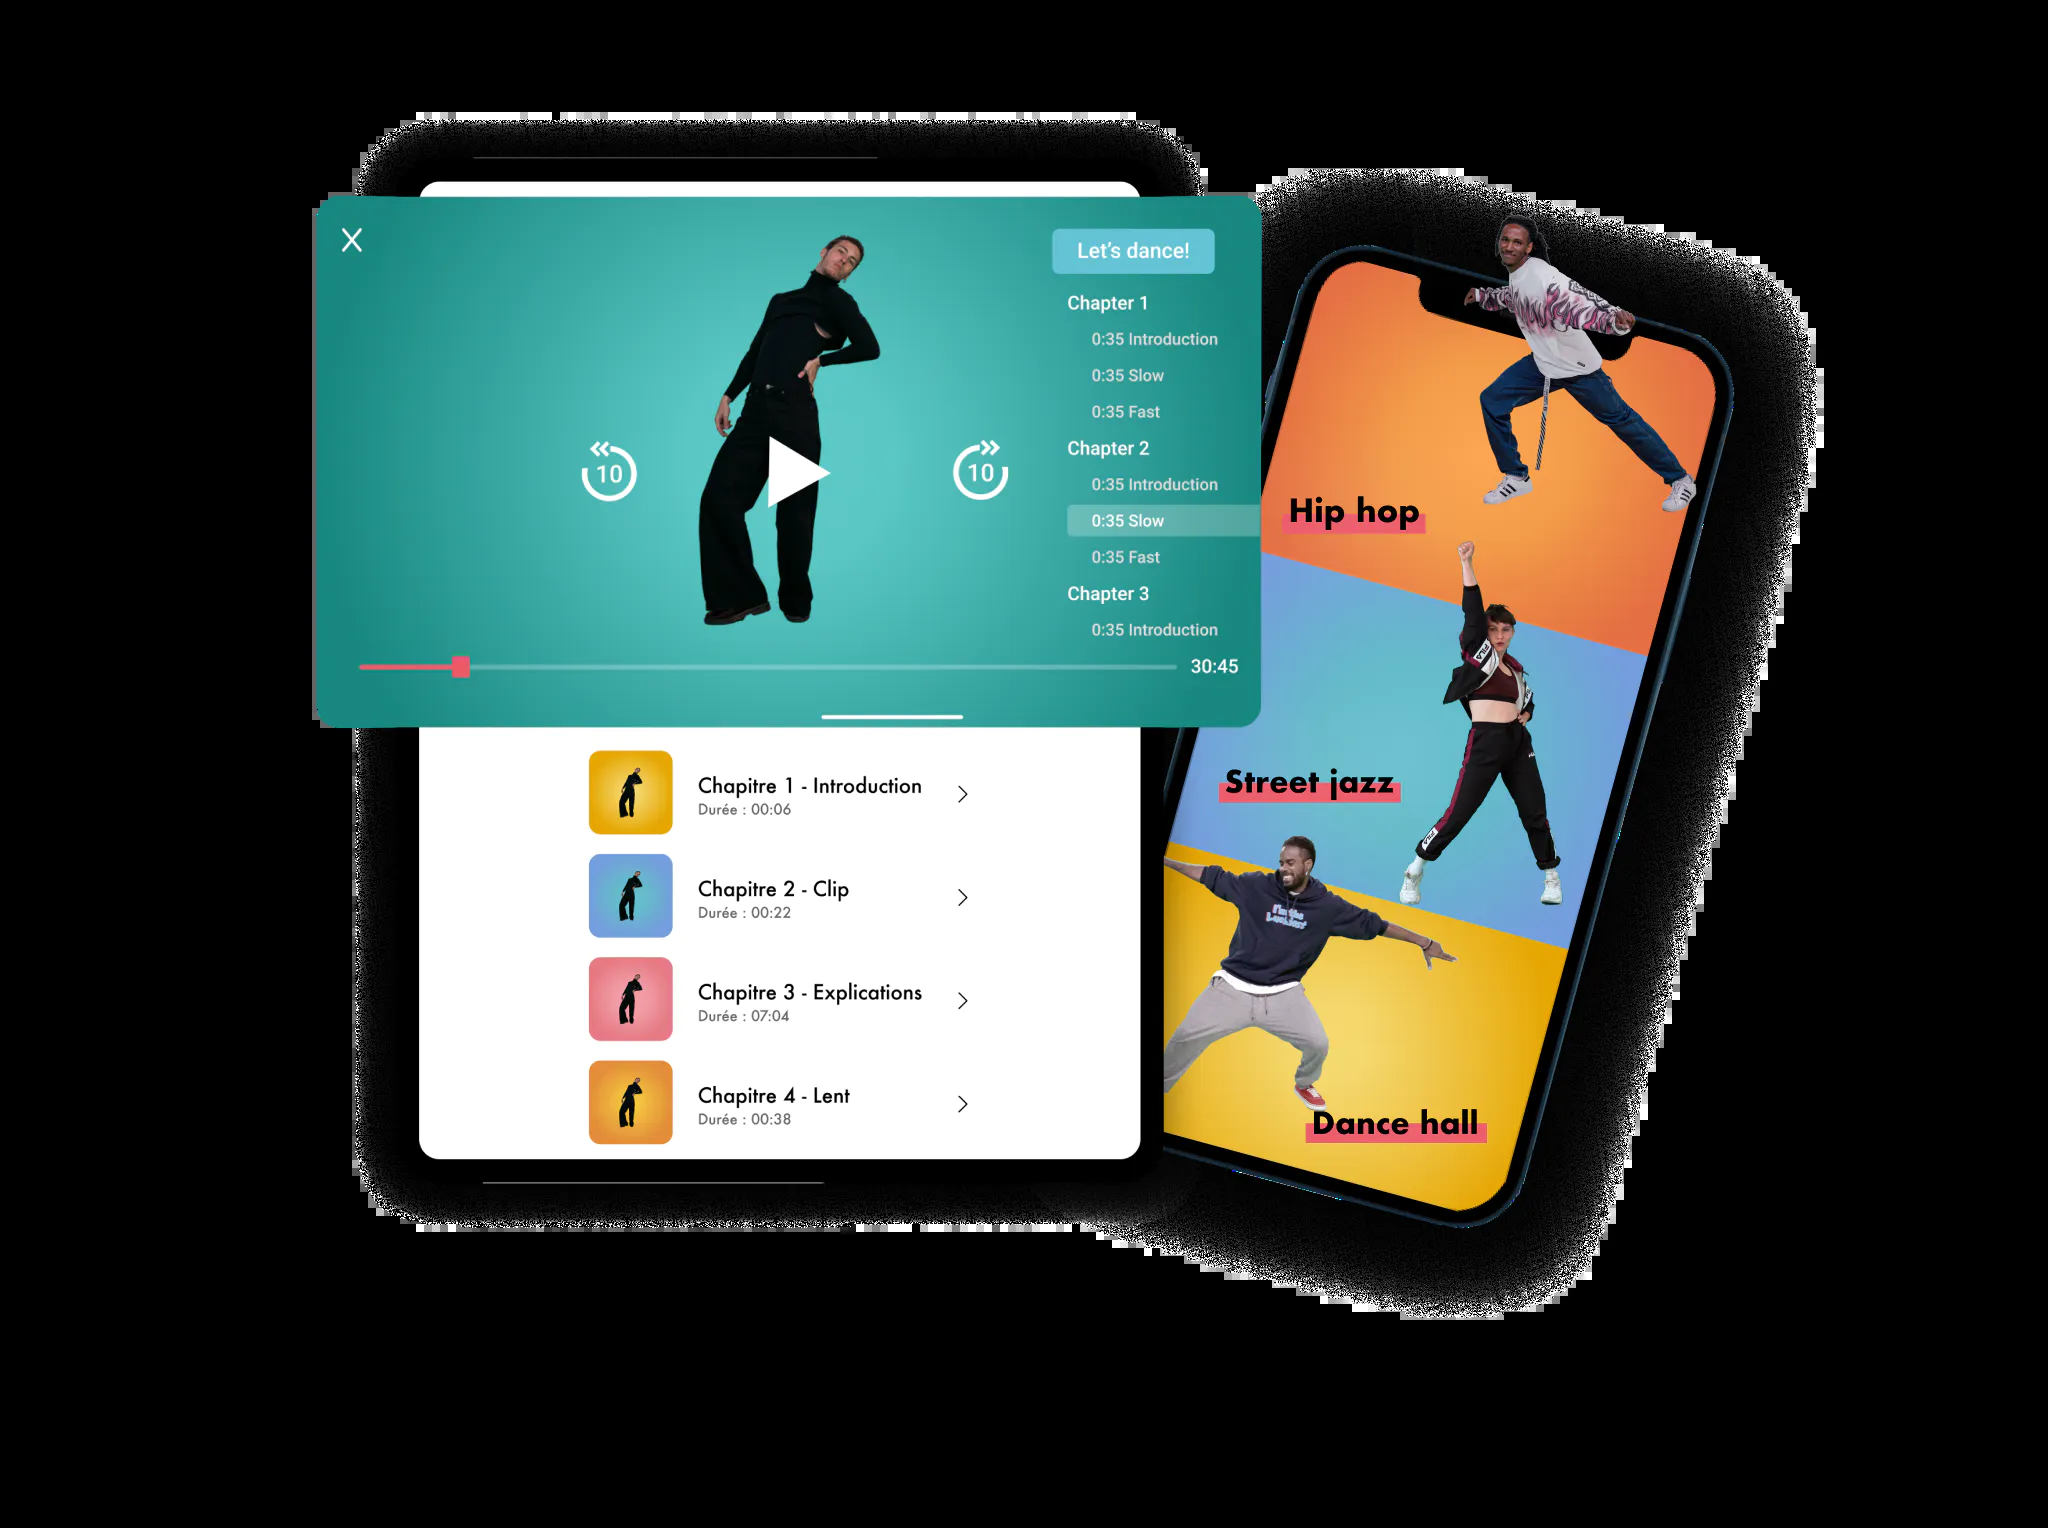 Let's dance!
Chapter 1
0:35 Introduction
0:35 Slow
0:35 Fast
Chapter 2
0:35 Introduction
0:35 Slow
0:35 Fast
Chapter 3
0:35 Introduction
10
10
30:45
Chapitre 1 - Introduction
Durée : 00:06
Chapitre 2 - Clip
Durée : 00:22
Chapitre 3 - Explications
Durée : 07:04
Chapitre 4 - Lent
Durée : 00:38
Hip hop
Street jazz
FILA
I'm the
Dance hall